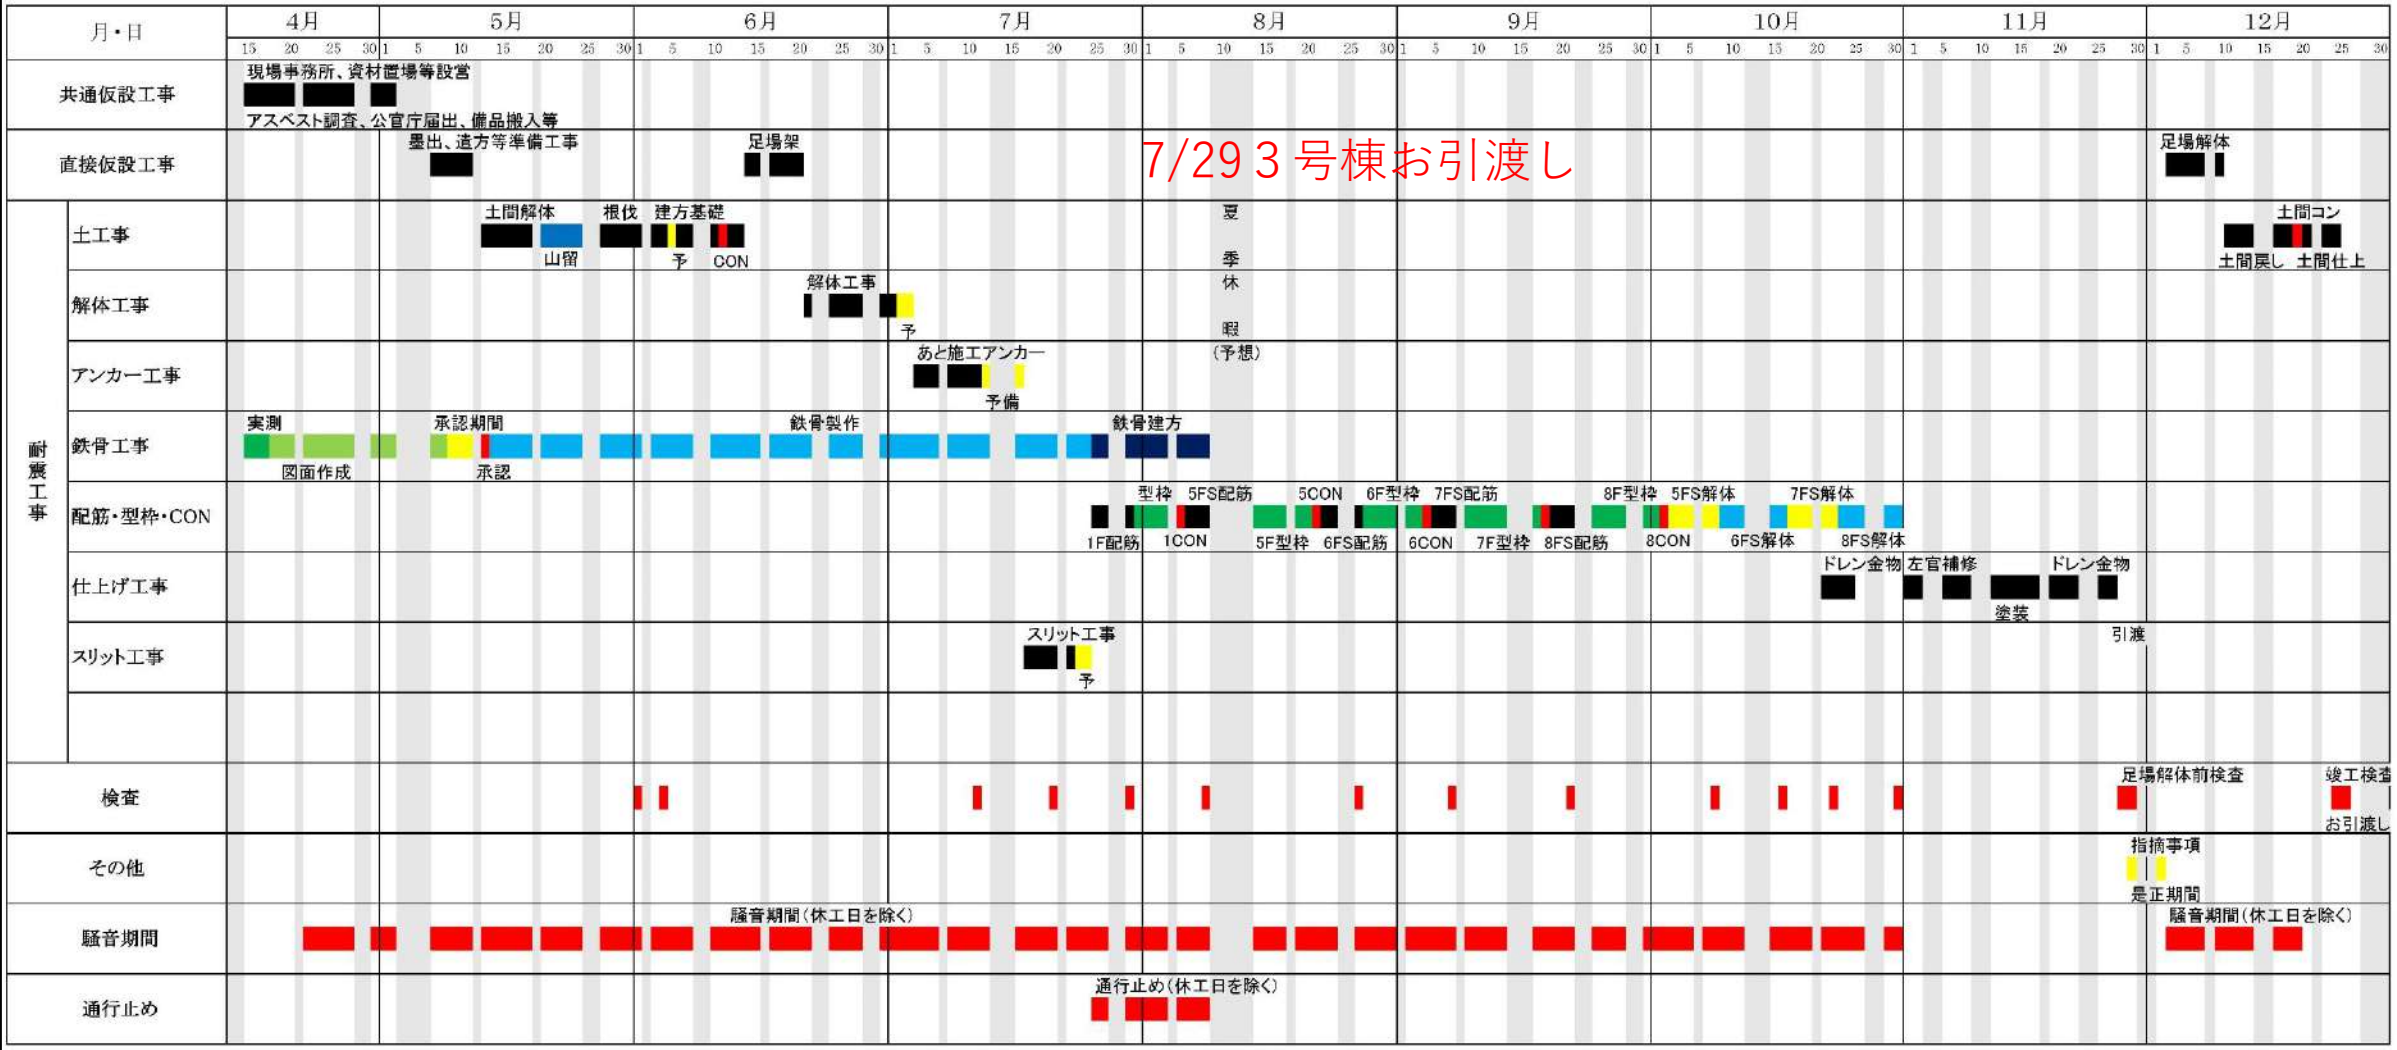 月・日
4月 5月 6月 7月 8月 9月 10月 11月 12月
15 20 25 30 1 5 10 15 20 25 30 1 5 10 15 20 25 30 1 5 10 15 20 25 30 1 5 10 15 20 25 30 1 5 10 15 20 25 30 1 5 10 15 20 25 30 1 5 10 15 20 25 30 1 5 10 15 20 25 30
現場事務所、資材置場等設営
共通仮設工事
アスベスト調査、公官庁届出、備品搬入等
墨出、遣方等準備工事 足場架 足場解体
直接仮設工事
7/29３号棟お引渡し
耐震工事
土間解体 根伐 建方基礎 土間コン
土工事
山留 予 CON 土間戻し 土間仕上
夏季休暇
(予想)
解体工事
解体工事
予
あと施工アンカー
アンカー工事
予備
実測 承認期間 鉄骨製作 鉄骨建方
鉄骨工事
図面作成 承認
型枠 5FS配筋 5CON 6F型枠 7FS配筋 8F型枠 5FS解体 7FS解体
配筋・型枠・CON
1F配筋 1CON 5F型枠 6FS配筋 6CON 7F型枠 8FS配筋 8CON 6FS解体 8FS解体
ドレン金物 左官補修 ドレン金物
仕上げ工事
塗装
スリット工事 引渡
スリット工事
予
足場解体前検査 竣工検査
検査
お引渡し
指摘事項
その他
是正期間
騒音期間(休工日を除く) 騒音期間(休工日を除く)
騒音期間
通行止め(休工日を除く)
通行止め